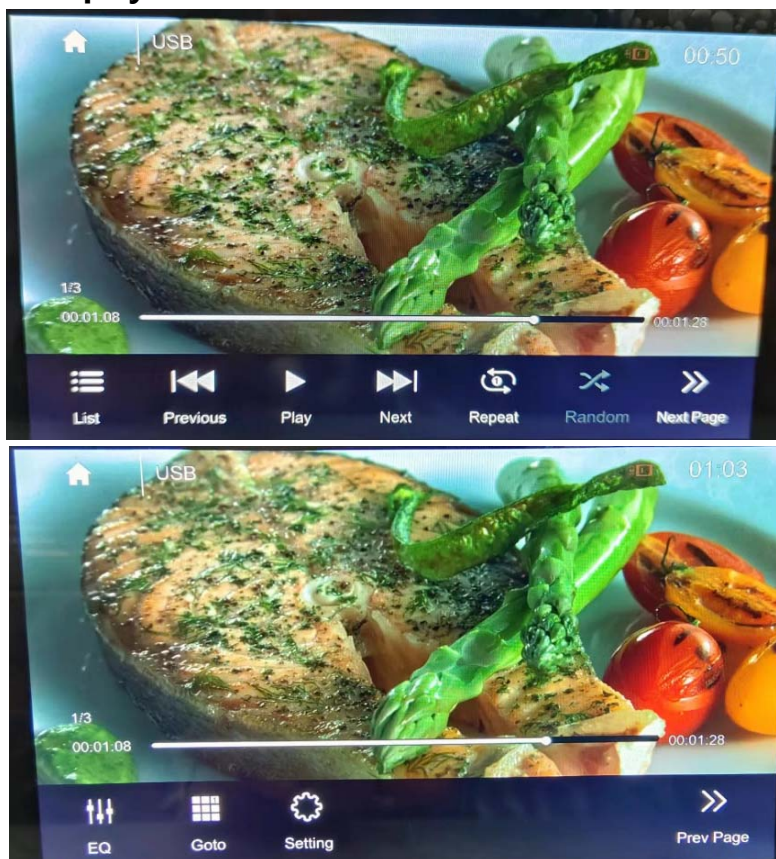 USB
00:50
1/3
00:01:08
00:01:28
List
Previous
Play
Next
Repeat
Random
Next Page
USB
01:03
1/3
00:01:08
00:01:28
EQ
Goto
Setting
Prev Page